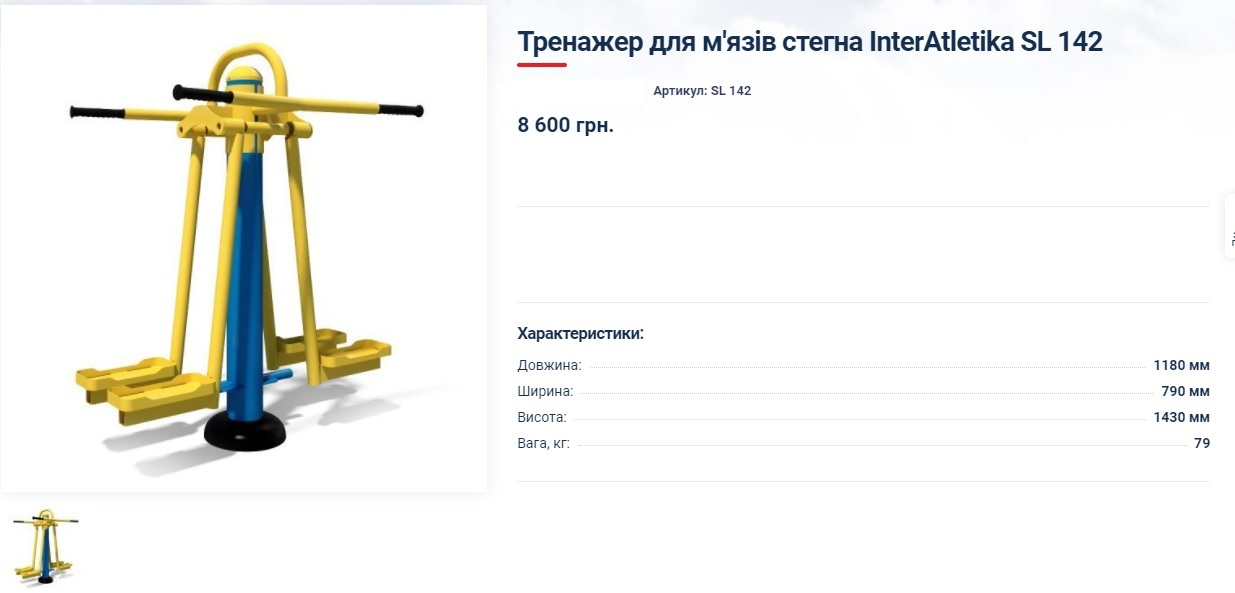 Тренажер для м'язів стегна InterAtletika SL 142
Артикул: SL 142
8 600 грн.
Характеристики:
Довжина: 1180 мм
Ширина: 790 мм
Висота: 1430 мм
Вага, кг: 79